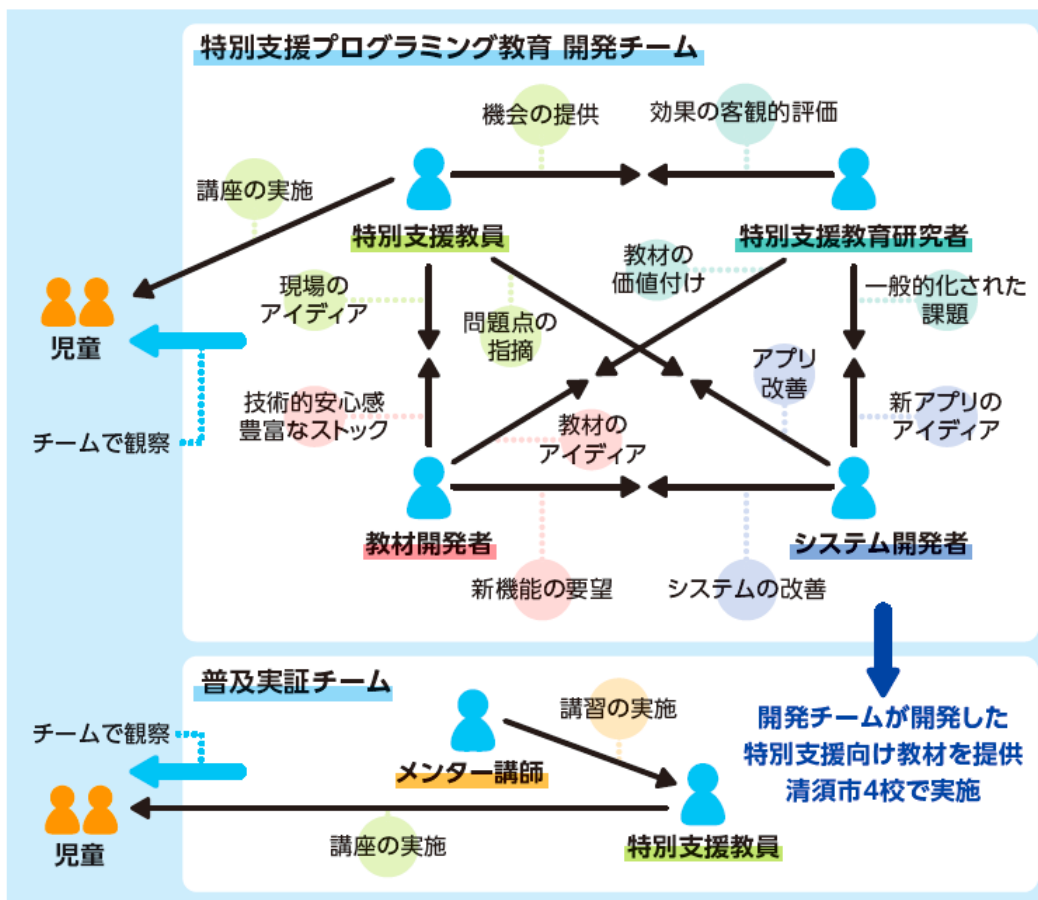 特別支援プログラミング教育 開発チーム
機会の提供
効果の客観的評価
講座の実施
特別支援教員
特別支援教育研究者
現場の
アイディア
問題点の
指摘
教材の
価値付け
一般的化された
課題
児童
チームで観察
技術的安心感
豊富なストック
教材の
アイディア
アプリ
改善
新アプリの
アイディア
教材開発者
システム開発者
新機能の要望
システムの改善
普及実証チーム
チームで観察
講習の実施
メンター講師
開発チームが開発した
特別支援向け教材を提供
清須市4校で実施
児童
講座の実施
特別支援教員